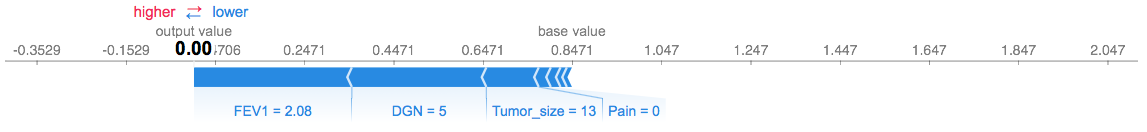 higher ⇄ lower
output value base value
-0.3529 -0.1529 0.00 706 0.2471 0.4471 0.6471 0.8471 1.047 1.247 1.447 1.647 1.847 2.047
FEV1 = 2.08 DGN = 5 Tumor_size = 13 Pain = 0